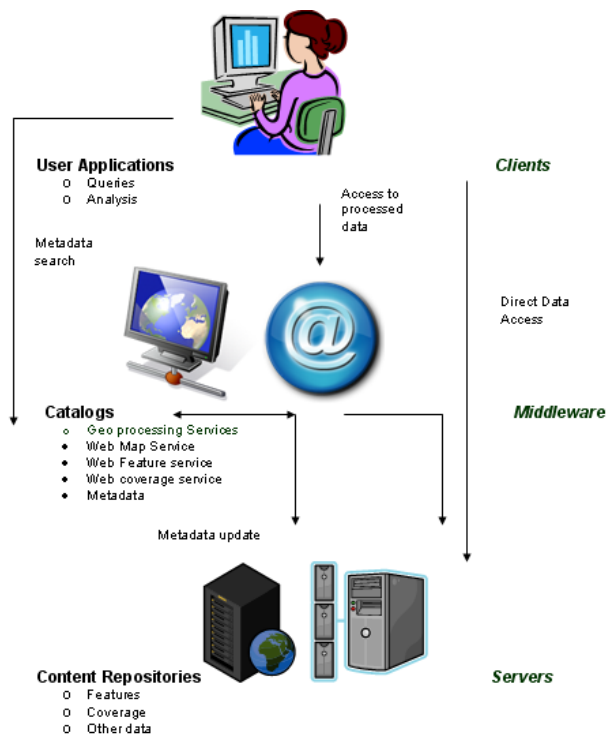 User Applications
Clients
o Queries
o Analysis
Access to
processed
data
Metadata
search
Direct Data
Access
@
Catalogs
Middleware
o Geo processing Services
• Web Map Service
• Web Feature service
• Web coverage service
• Metadata
Metadata update
Content Repositories
Servers
o Features
o Coverage
o Other data